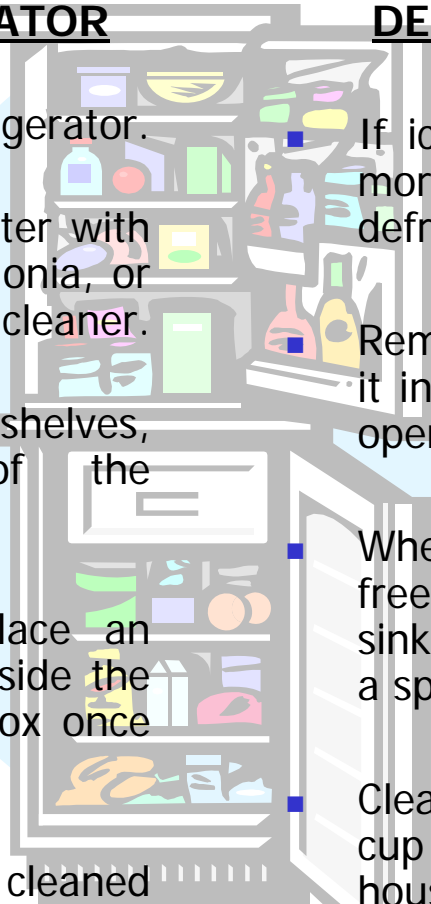 ATOR
gerator.
ter with
onia, or
cleaner.
shelves,
of the
lace an
side the
ox once
cleaned
DE
If ic
mor
defr
Rem
it in
oper
Whe
free
sink
a sp
Clea
cup
hous